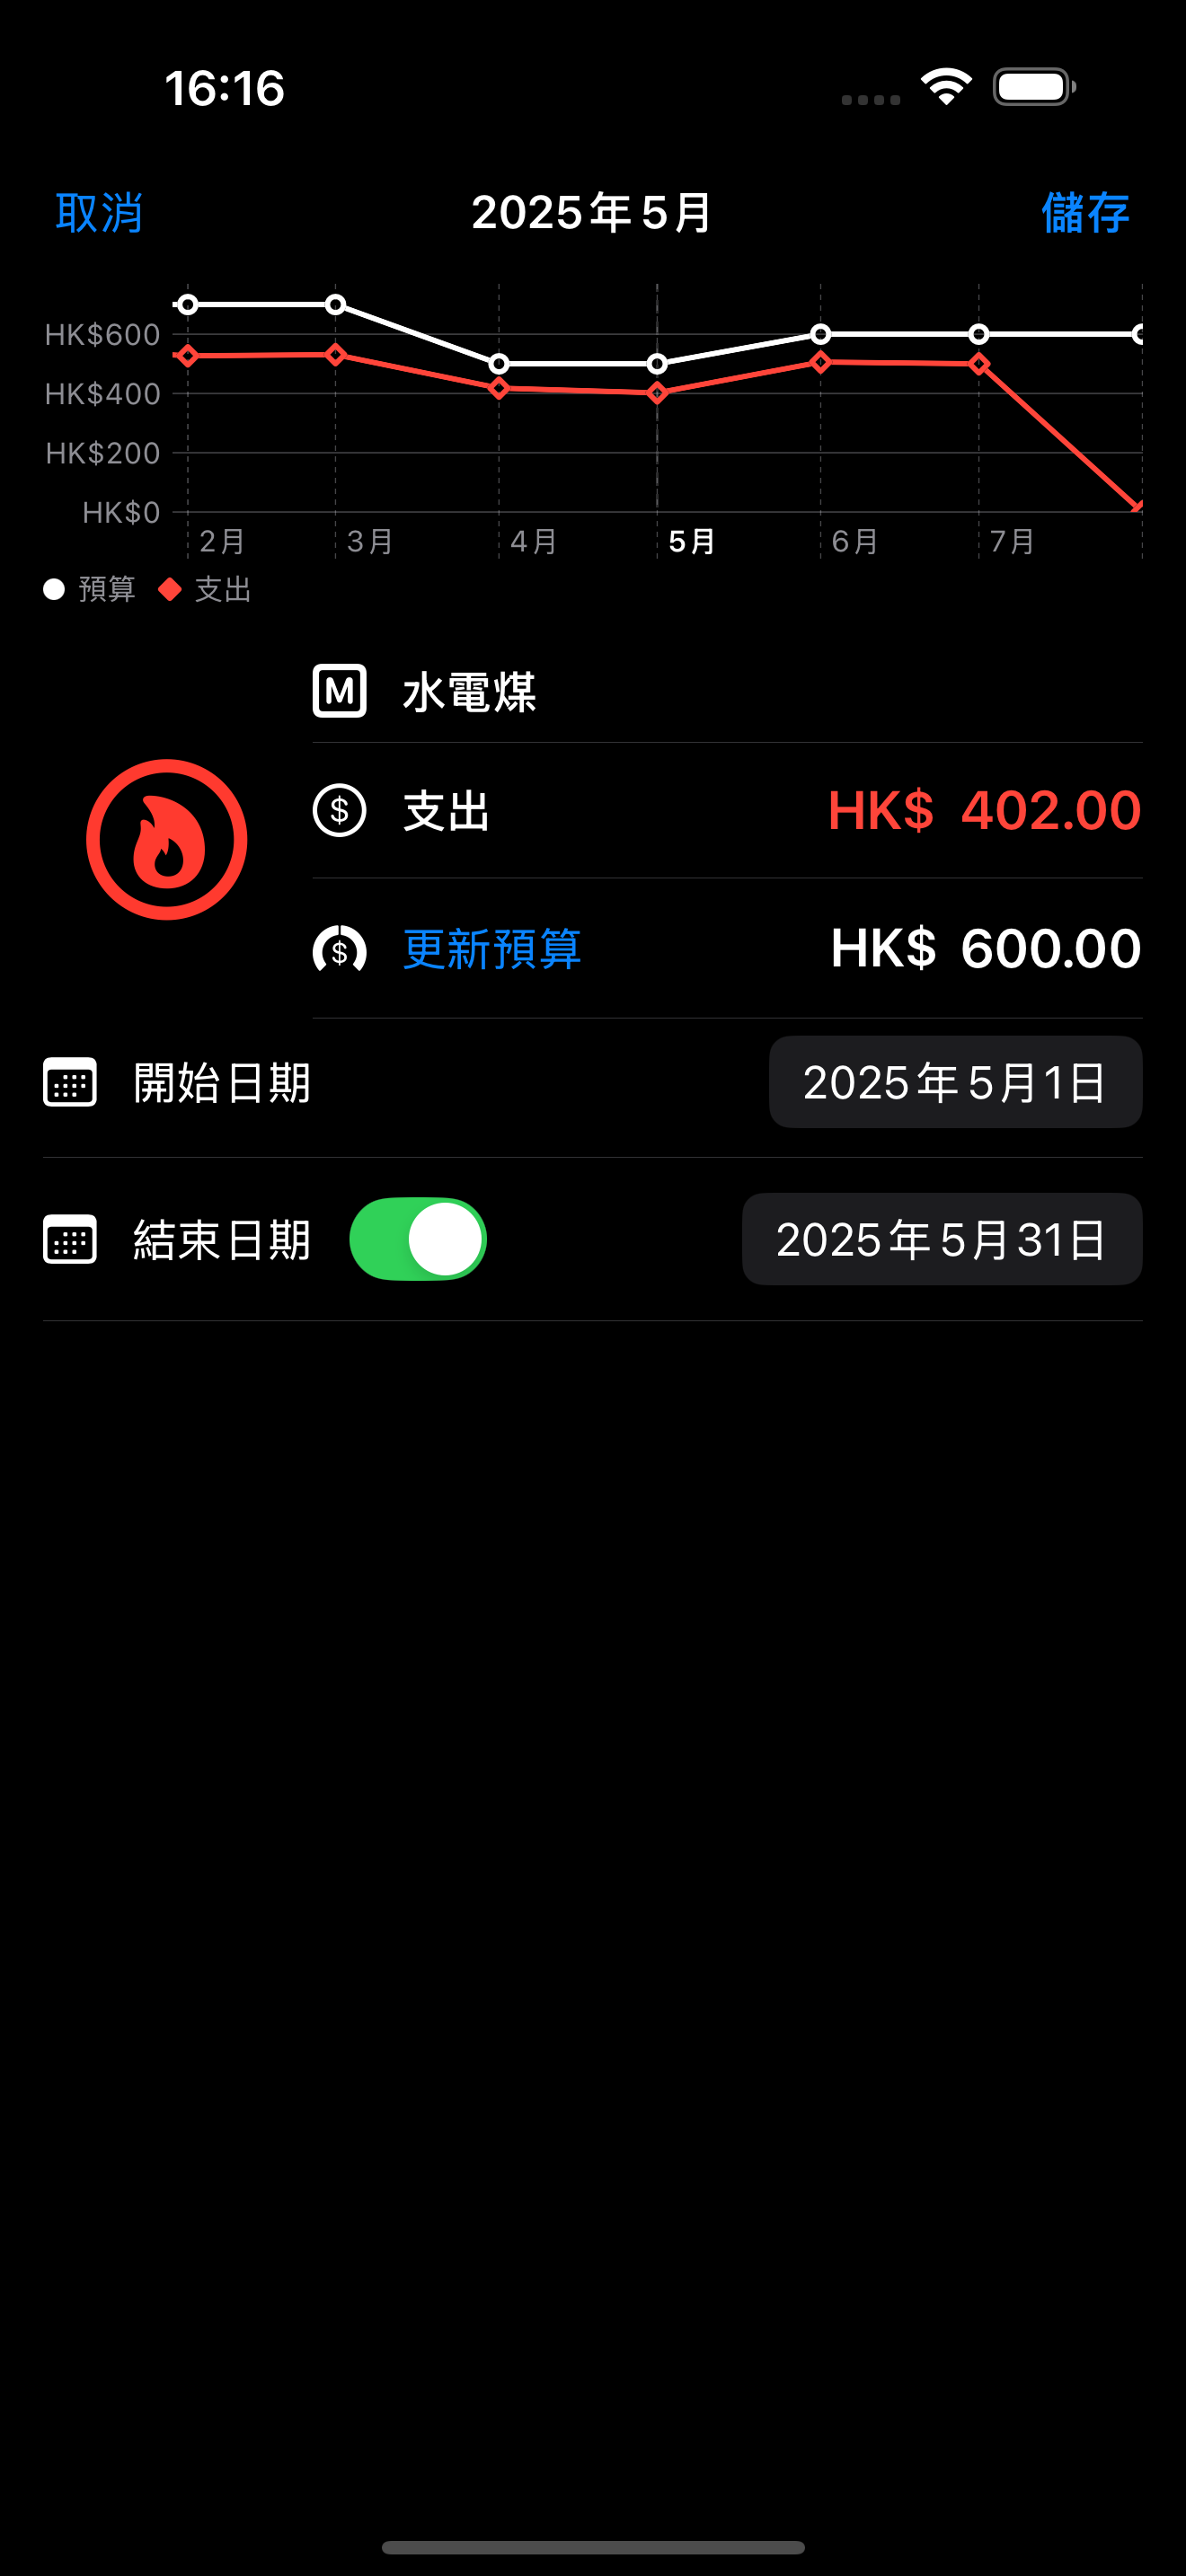 16:16
取消
2025年5月
儲存
HK$600
HK$400
HK$200
HK$0
2月
3月
4月
5月
6月
7月
預算
支出
M
水電煤
$
支出
HK$ 402.00
$
更新預算
HK$ 600.00
開始日期
2025年5月1日
結束日期
2025年5月31日